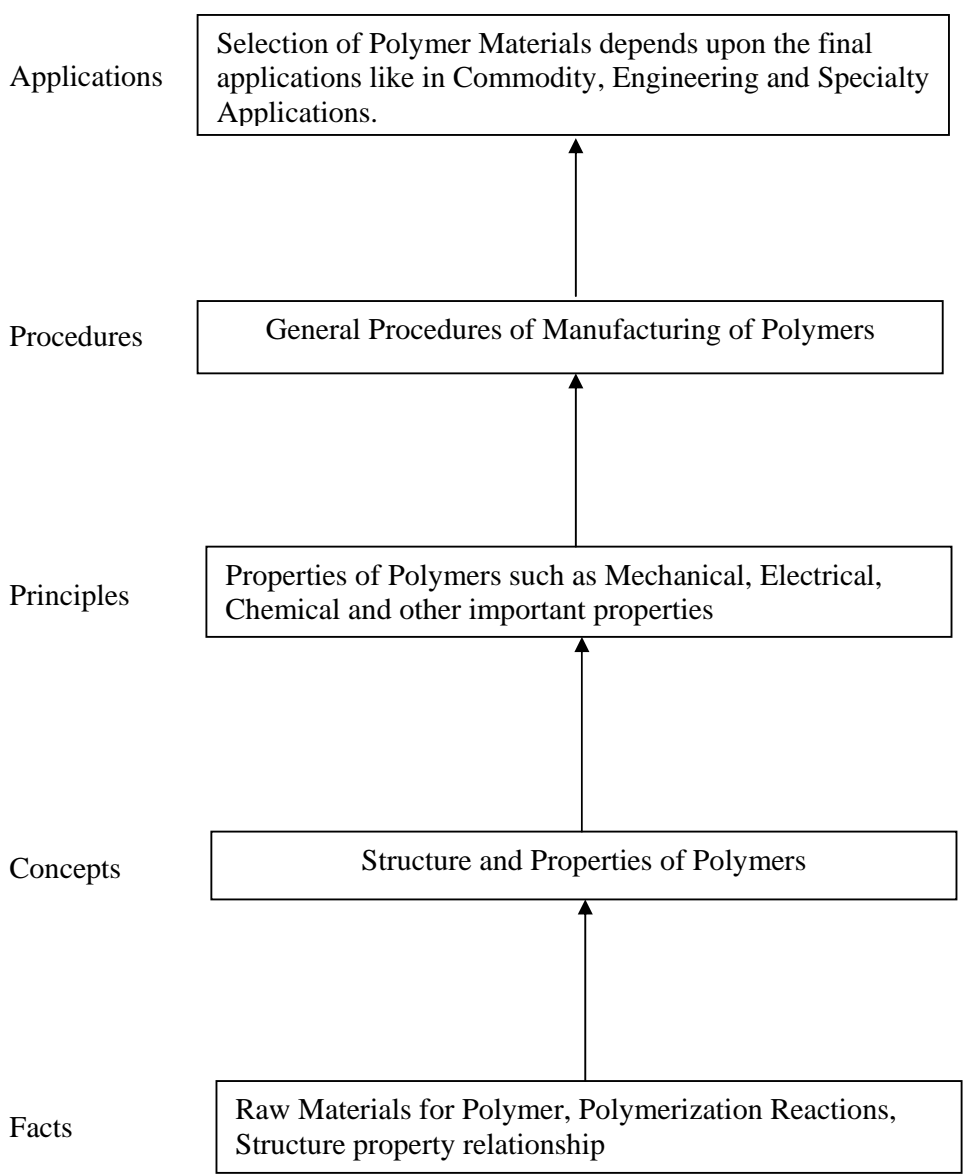 Applications
Selection of Polymer Materials depends upon the final
applications like in Commodity, Engineering and Specialty
Applications.
Procedures
General Procedures of Manufacturing of Polymers
Principles
Properties of Polymers such as Mechanical, Electrical,
Chemical and other important properties
Concepts
Structure and Properties of Polymers
Facts
Raw Materials for Polymer, Polymerization Reactions,
Structure property relationship